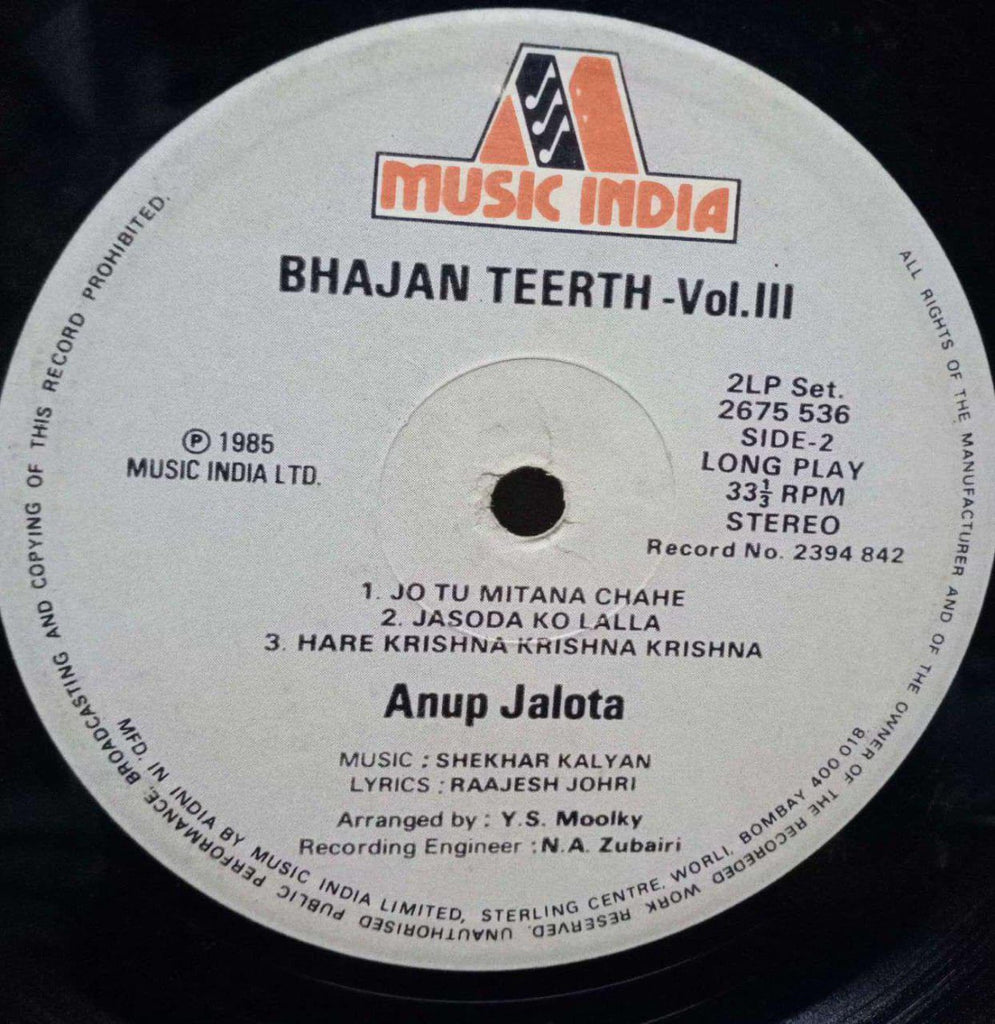 MUSIC INDIA
BHAJAN TEERTH -Vol.III
2LP Set.
2675 536
SIDE-2
LONG PLAY
33⅓ RPM
STEREO
Record No. 2394 842
Ⓟ 1985
MUSIC INDIA LTD.
1. JO TU MITANA CHAHE
2. JASODA KO LALLA
3. HARE KRISHNA KRISHNA KRISHNA
Anup Jalota
MUSIC : SHEKHAR KALYAN
LYRICS : RAAJESH JOHRI
Arranged by : Y.S. Moolky
Recording Engineer : N.A. Zubairi
MFD. IN INDIA BY MUSIC INDIA LIMITED, STERLING CENTRE, WORLI, BOMBAY 400 018.
ALL RIGHTS OF THE MANUFACTURER AND OF THE OWNER OF THE RECOREDED WORK RESERVED. UNAUTHORISED PUBLIC PERFORMANCE, BROADCASTING AND COPYING OF THIS RECORD PROHIBITED.